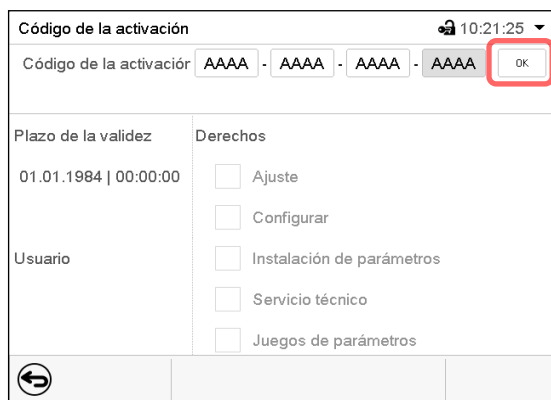 Código de la activación 10:21:25
Código de la activación AAAA - AAAA - AAAA - AAAA OK
Plazo de la validez Derechos
01.01.1984 | 00:00:00 Ajuste
Configurar
Usuario Instalación de parámetros
Servicio técnico
Juegos de parámetros